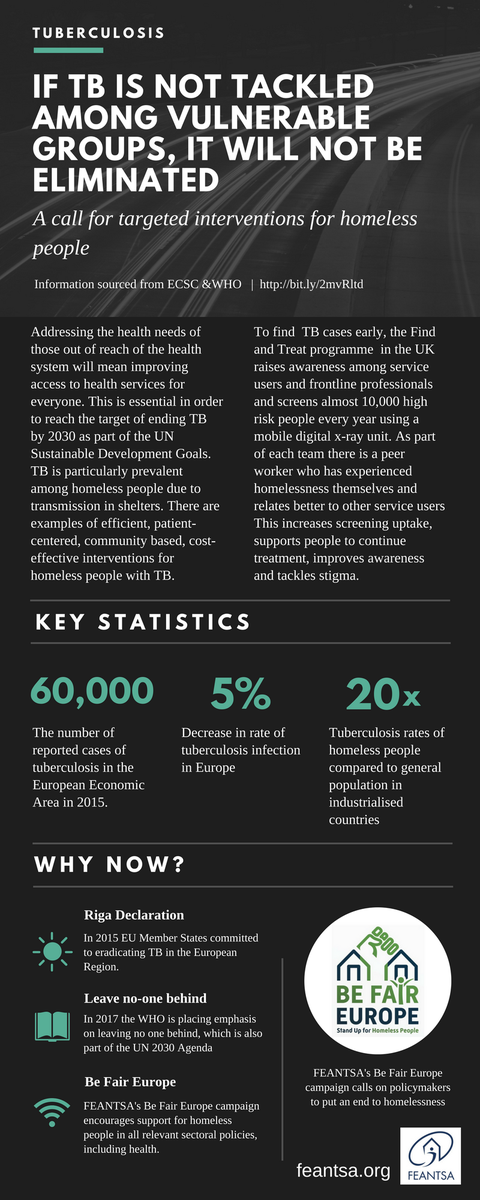 TUBERCULOSIS
IF TB IS NOT TACKLED
AMONG VULNERABLE
GROUPS, IT WILL NOT BE
ELIMINATED
A call for targeted interventions for homeless
people
Information sourced from ECSC &WHO | http://bit.ly/2mvRltd
Addressing the health needs of
those out of reach of the health
system will mean improving
access to health services for
everyone. This is essential in order
to reach the target of ending TB
by 2030 as part of the UN
Sustainable Development Goals.
TB is particularly prevalent
among homeless people due to
transmission in shelters. There are
examples of efficient, patient-
centered, community based, cost-
effective interventions for
homeless people with TB.
To find TB cases early, the Find
and Treat programme in the UK
raises awareness among service
users and frontline professionals
and screens almost 10,000 high
risk people every year using a
mobile digital x-ray unit. As part
of each team there is a peer
worker who has experienced
homelessness themselves and
relates better to other service users
This increases screening uptake,
supports people to continue
treatment, improves awareness
and tackles stigma.
KEY STATISTICS
60,000
The number of
reported cases of
tuberculosis in the
European Economic
Area in 2015.
5%
Decrease in rate of
tuberculosis infection
in Europe
20x
Tuberculosis rates of
homeless people
compared to general
population in
industrialised
countries
WHY NOW?
Riga Declaration
In 2015 EU Member States committed
to eradicating TB in the European
Region.
Leave no-one behind
In 2017 the WHO is placing emphasis
on leaving no one behind, which is also
part of the UN 2030 Agenda
Be Fair Europe
FEANTSA's Be Fair Europe campaign
encourages support for homeless
people in all relevant sectoral policies,
including health.
BE FAIR
EUROPE
Stand Up for Homeless People
FEANTSA's Be Fair Europe
campaign calls on policymakers
to put an end to homelessness
feantsa.org
FEANTSA